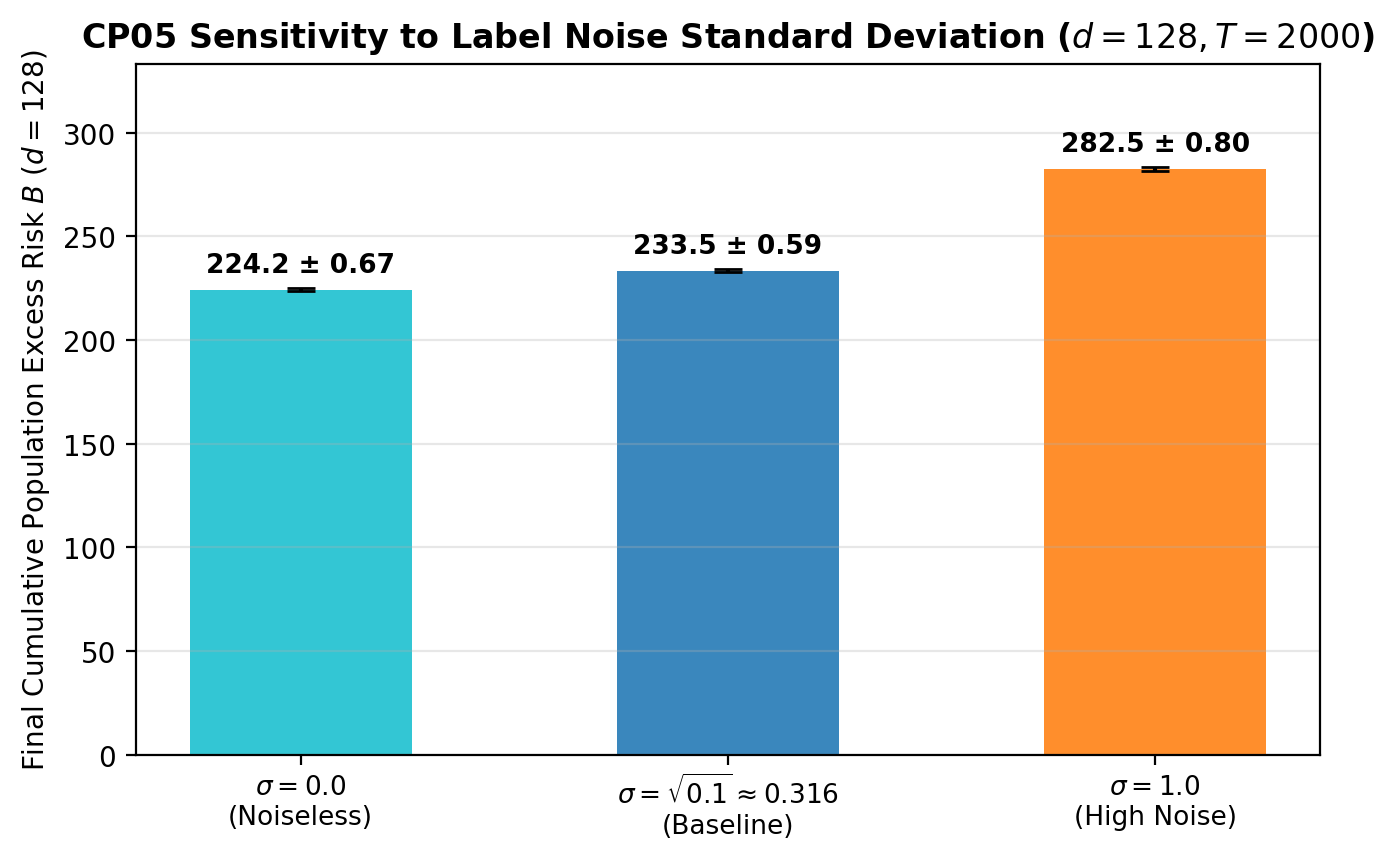 CP05 Sensitivity to Label Noise Standard Deviation (d = 128, T = 2000)
Final Cumulative Population Excess Risk B (d = 128)
300
250
200
150
100
50
0
224.2 ± 0.67
233.5 ± 0.59
282.5 ± 0.80
σ = 0.0
(Noiseless)
σ = √0.1 ≈ 0.316
(Baseline)
σ = 1.0
(High Noise)